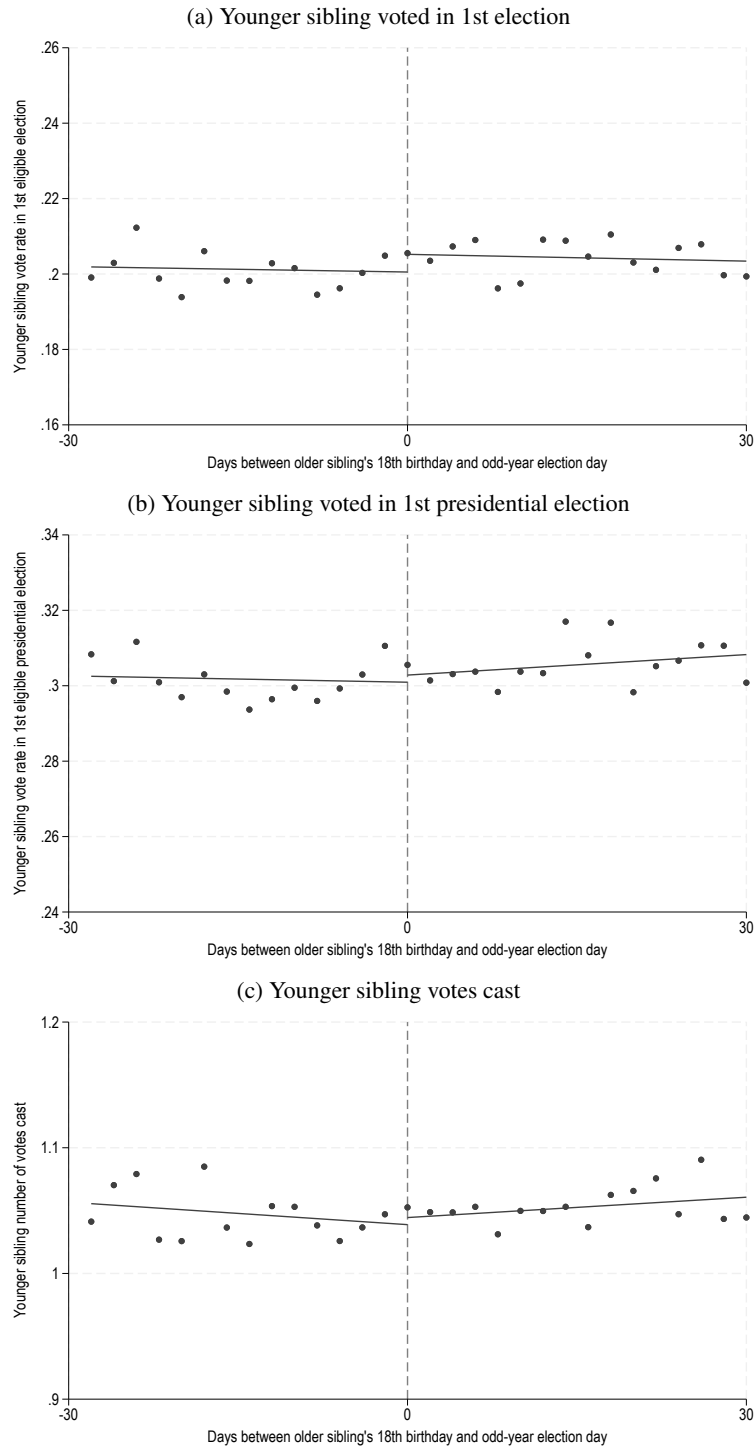 (a) Younger sibling voted in 1st election
Younger sibling vote rate in 1st eligible election
.26
.24
.22
.2
.18
.16
-30
0
30
Days between older sibling's 18th birthday and odd-year election day
(b) Younger sibling voted in 1st presidential election
Younger sibling vote rate in 1st eligible presidential election
.34
.32
.3
.28
.26
.24
-30
0
30
Days between older sibling's 18th birthday and odd-year election day
(c) Younger sibling votes cast
Younger sibling number of votes cast
1.2
1.1
1
.9
-30
0
30
Days between older sibling's 18th birthday and odd-year election day